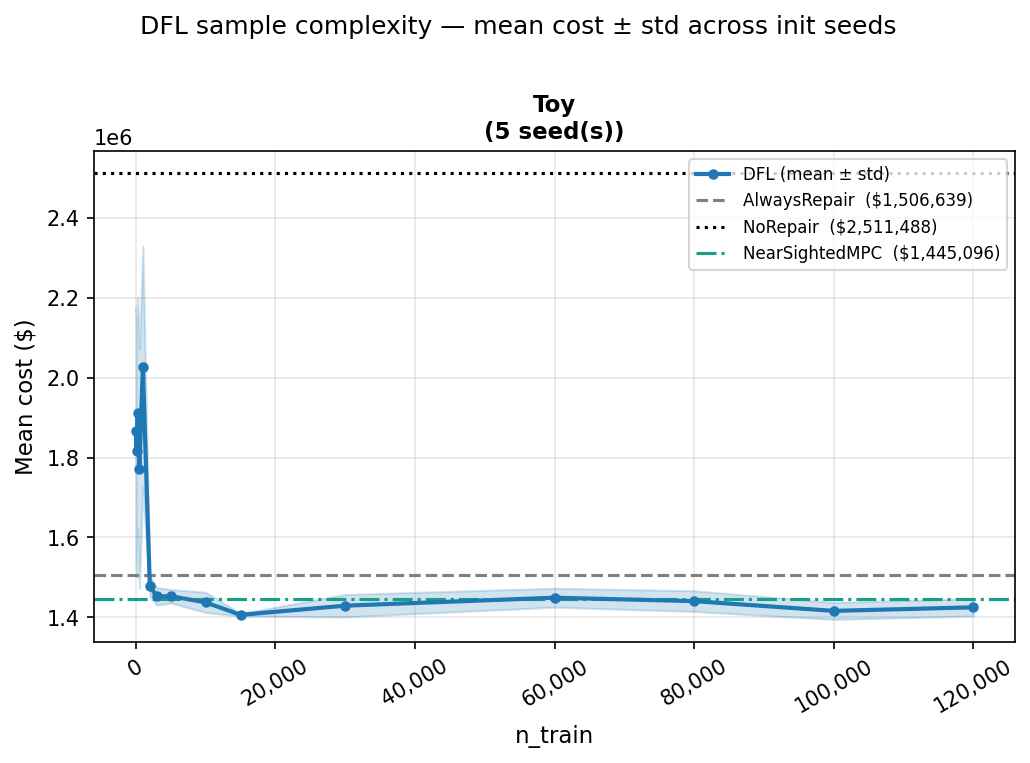 DFL sample complexity — mean cost ± std across init seeds
Toy
(5 seed(s))
1e6
DFL (mean ± std)
AlwaysRepair ($1,506,639)
NoRepair ($2,511,488)
NearSightedMPC ($1,445,096)
2.4
2.2
2.0
1.8
1.6
1.4
Mean cost ($)
0
20,000
40,000
60,000
80,000
100,000
120,000
n_train